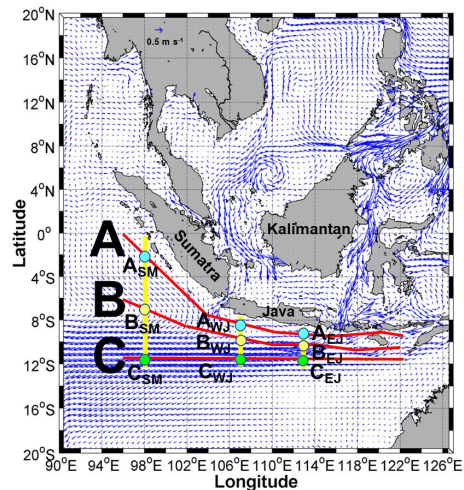 20°N
0.5 m s⁻¹
16°N
12°N
8°N
4°N
Latitude
0°
A
Sumatra
Kalimantan
A_SM
4°S
B
Java
B_SM
8°S
A_WJ
A_EJ
B_WJ
B_EJ
C
12°S
C_SM
C_WJ
C_EJ
16°S
20°S
90°E 94°E 98°E 102°E 106°E 110°E 114°E 118°E 122°E 126°E
Longitude